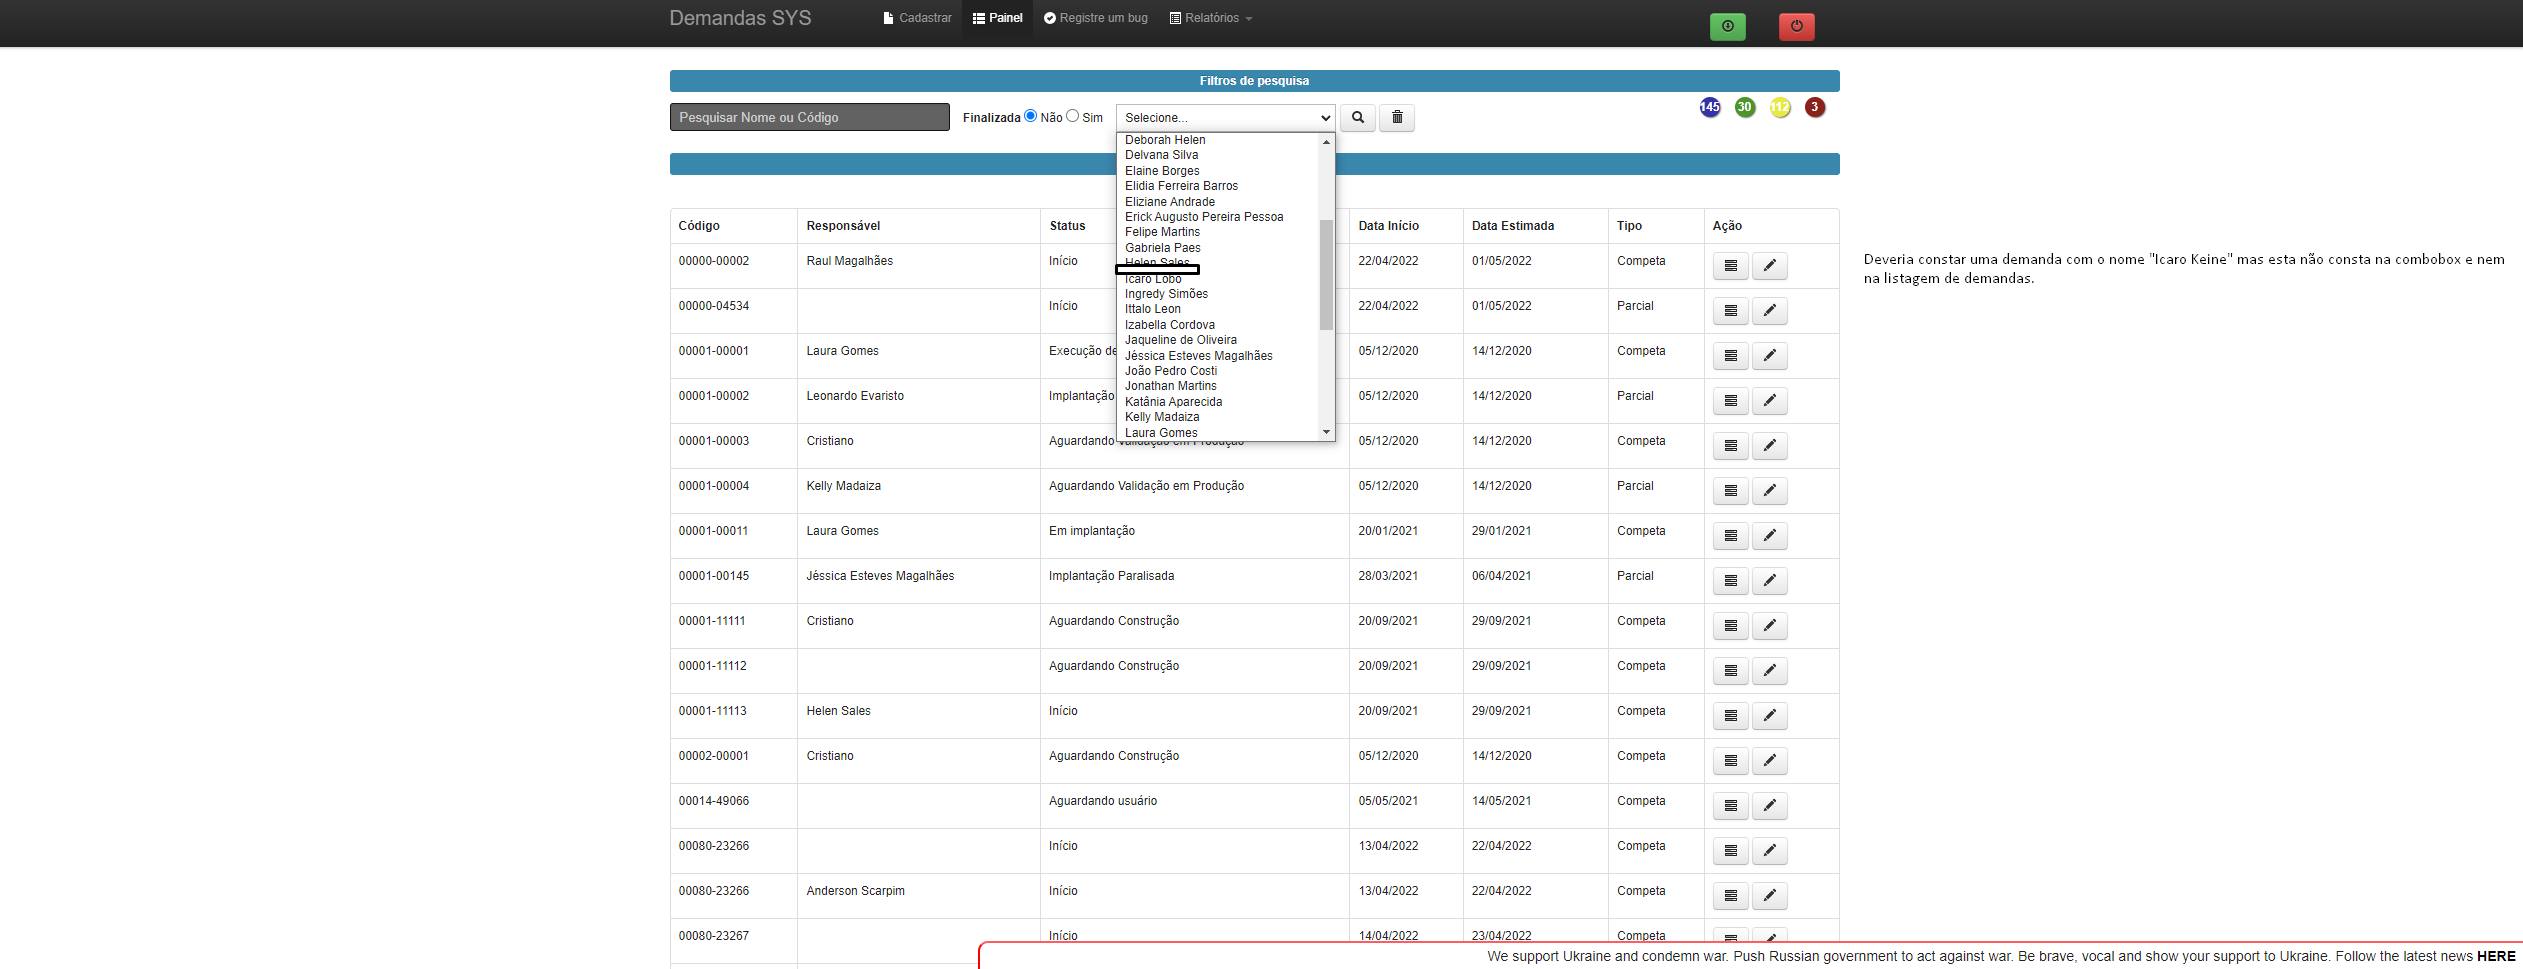 Demandas SYS Cadastrar Painel Registre um bug Relatórios
Filtros de pesquisa
Pesquisar Nome ou Código Finalizada Não Sim Selecione... 145 30 112 3
Deborah Helen
Delvana Silva
Elaine Borges
Elidia Ferreira Barros
Eliziane Andrade
Erick Augusto Pereira Pessoa
Felipe Martins
Gabriela Paes
Helen Sales
Icaro Lobo
Ingredy Simões
Ittalo Leon
Izabella Cordova
Jaqueline de Oliveira
Jéssica Esteves Magalhães
João Pedro Costi
Jonathan Martins
Katânia Aparecida
Kelly Madaiza
Laura Gomes
Código Responsável Status Data Início Data Estimada Tipo Ação
00000-00002 Raul Magalhães Início 22/04/2022 01/05/2022 Competa
00000-04534 Início 22/04/2022 01/05/2022 Parcial
00001-00001 Laura Gomes Execução de 05/12/2020 14/12/2020 Competa
00001-00002 Leonardo Evaristo Implantação 05/12/2020 14/12/2020 Parcial
00001-00003 Cristiano Aguardando Validação em Produção 05/12/2020 14/12/2020 Competa
00001-00004 Kelly Madaiza Aguardando Validação em Produção 05/12/2020 14/12/2020 Parcial
00001-00011 Laura Gomes Em implantação 20/01/2021 29/01/2021 Competa
00001-00145 Jéssica Esteves Magalhães Implantação Paralisada 28/03/2021 06/04/2021 Parcial
00001-11111 Cristiano Aguardando Construção 20/09/2021 29/09/2021 Competa
00001-11112 Aguardando Construção 20/09/2021 29/09/2021 Competa
00001-11113 Helen Sales Início 20/09/2021 29/09/2021 Competa
00002-00001 Cristiano Aguardando Construção 05/12/2020 14/12/2020 Competa
00014-49066 Aguardando usuário 05/05/2021 14/05/2021 Competa
00080-23266 Início 13/04/2022 22/04/2022 Competa
00080-23266 Anderson Scarpim Início 13/04/2022 22/04/2022 Competa
00080-23267 Início 14/04/2022 23/04/2022 Competa
Deveria constar uma demanda com o nome "Icaro Keine" mas esta não consta na combobox e nem
na listagem de demandas.
We support Ukraine and condemn war. Push Russian government to act against war. Be brave, vocal and show your support to Ukraine. Follow the latest news HERE